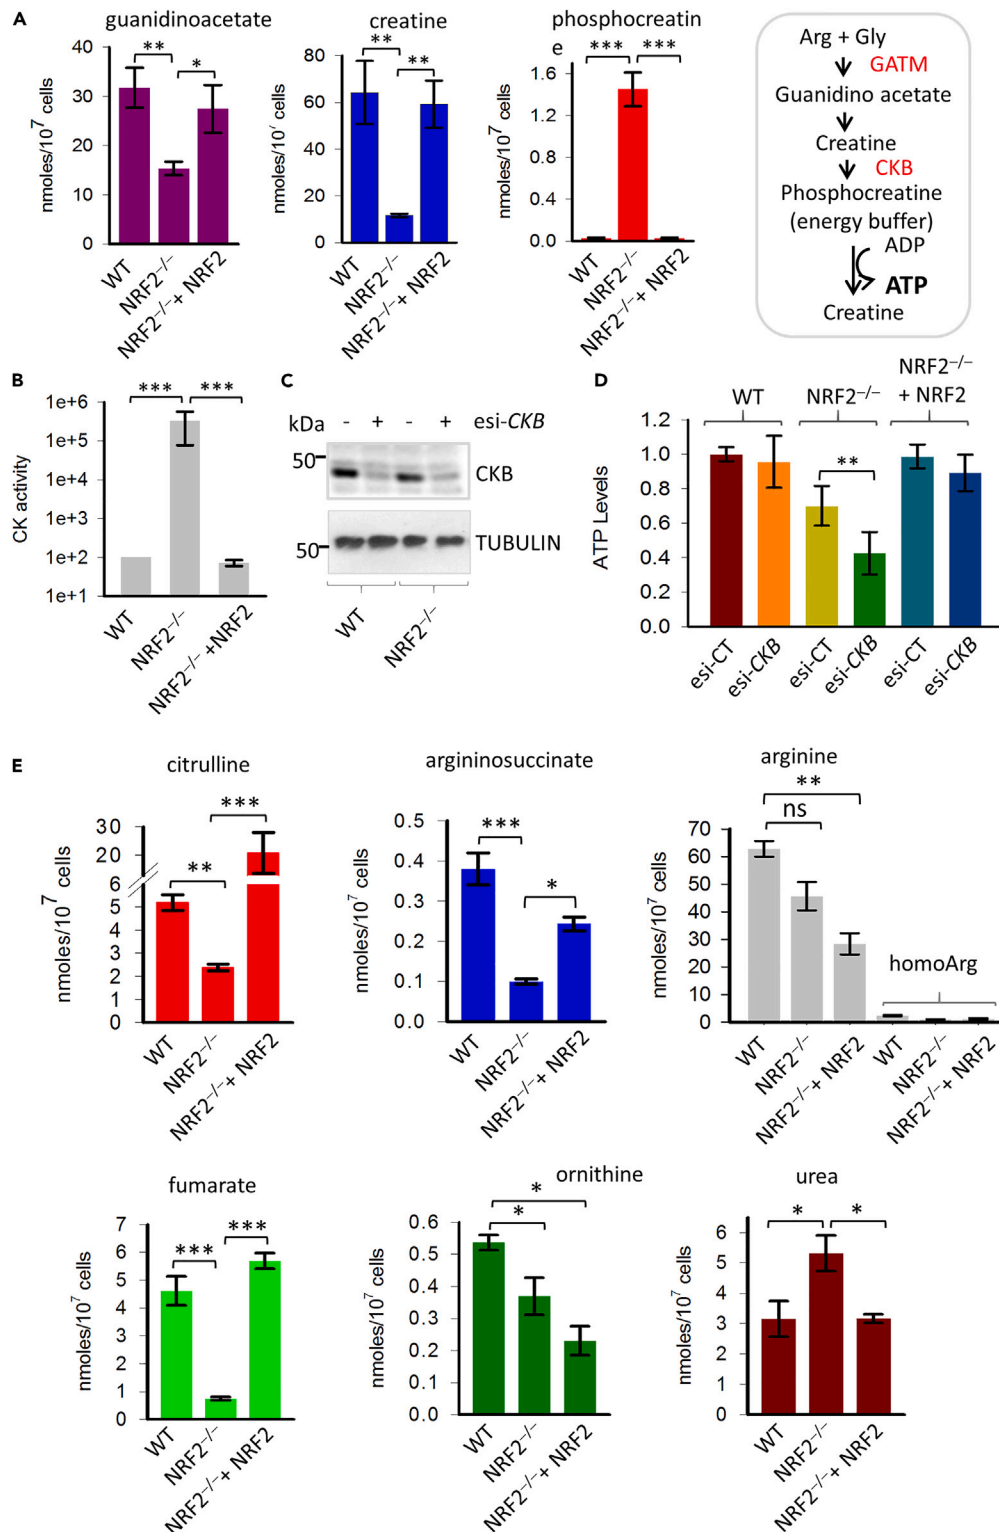 A
guanidinoacetate
nmoles/10⁷ cells
40
30
20
10
0
** *
WT
NRF2⁻/⁻
NRF2⁻/⁻+ NRF2
creatine
nmoles/10′ cells
80
60
40
20
0
** **
WT
NRF2⁻/⁻
NRF2⁻/⁻+ NRF2
phosphocreatin
e
*** ***
nmoles/10⁷ cells
1.6
1.2
0.8
0.4
0.0
WT
NRF2⁻/⁻
NRF2⁻/⁻+ NRF2
Arg + Gly
GATM
Guanidino acetate
Creatine
CKB
Phosphocreatine
(energy buffer)
ADP
ATP
Creatine
B
CK activity
1e+6
1e+5
1e+4
1e+3
1e+2
1e+1
*** ***
WT
NRF2⁻/⁻
NRF2⁻/⁻ +NRF2
C
kDa - + - + esi-CKB
50 CKB
50 TUBULIN
WT
NRF2⁻/⁻
D
WT NRF2⁻/⁻ NRF2⁻/⁻
+ NRF2
ATP Levels
1.2
1.0
0.8
0.6
0.4
0.2
0.0
**
esi-CT
esi-CKB
esi-CT
esi-CKB
esi-CT
esi-CKB
E
citrulline
nmoles/10⁷ cells
30
20
6
5
4
3
2
1
0
** ***
WT
NRF2⁻/⁻
NRF2⁻/⁻+ NRF2
argininosuccinate
nmoles/10⁷ cells
0.5
0.4
0.3
0.2
0.1
0.0
*** *
WT
NRF2⁻/⁻
NRF2⁻/⁻+ NRF2
arginine
**
ns
nmoles/10⁷ cells
70
60
50
40
30
20
10
0
homoArg
WT
NRF2⁻/⁻
NRF2⁻/⁻+ NRF2
WT
NRF2⁻/⁻
NRF2⁻/⁻+ NRF2
fumarate
nmoles/10⁷ cells
7
6
5
4
3
2
1
0
*** ***
WT
NRF2⁻/⁻
NRF2⁻/⁻+ NRF2
ornithine
*
*
nmoles/10⁷ cells
0.6
0.5
0.4
0.3
0.2
0.1
0.0
WT
NRF2⁻/⁻
NRF2⁻/⁻+ NRF2
urea
* *
nmoles/10⁷ cells
6
5
4
3
2
1
0
WT
NRF2⁻/⁻
NRF2⁻/⁻+ NRF2